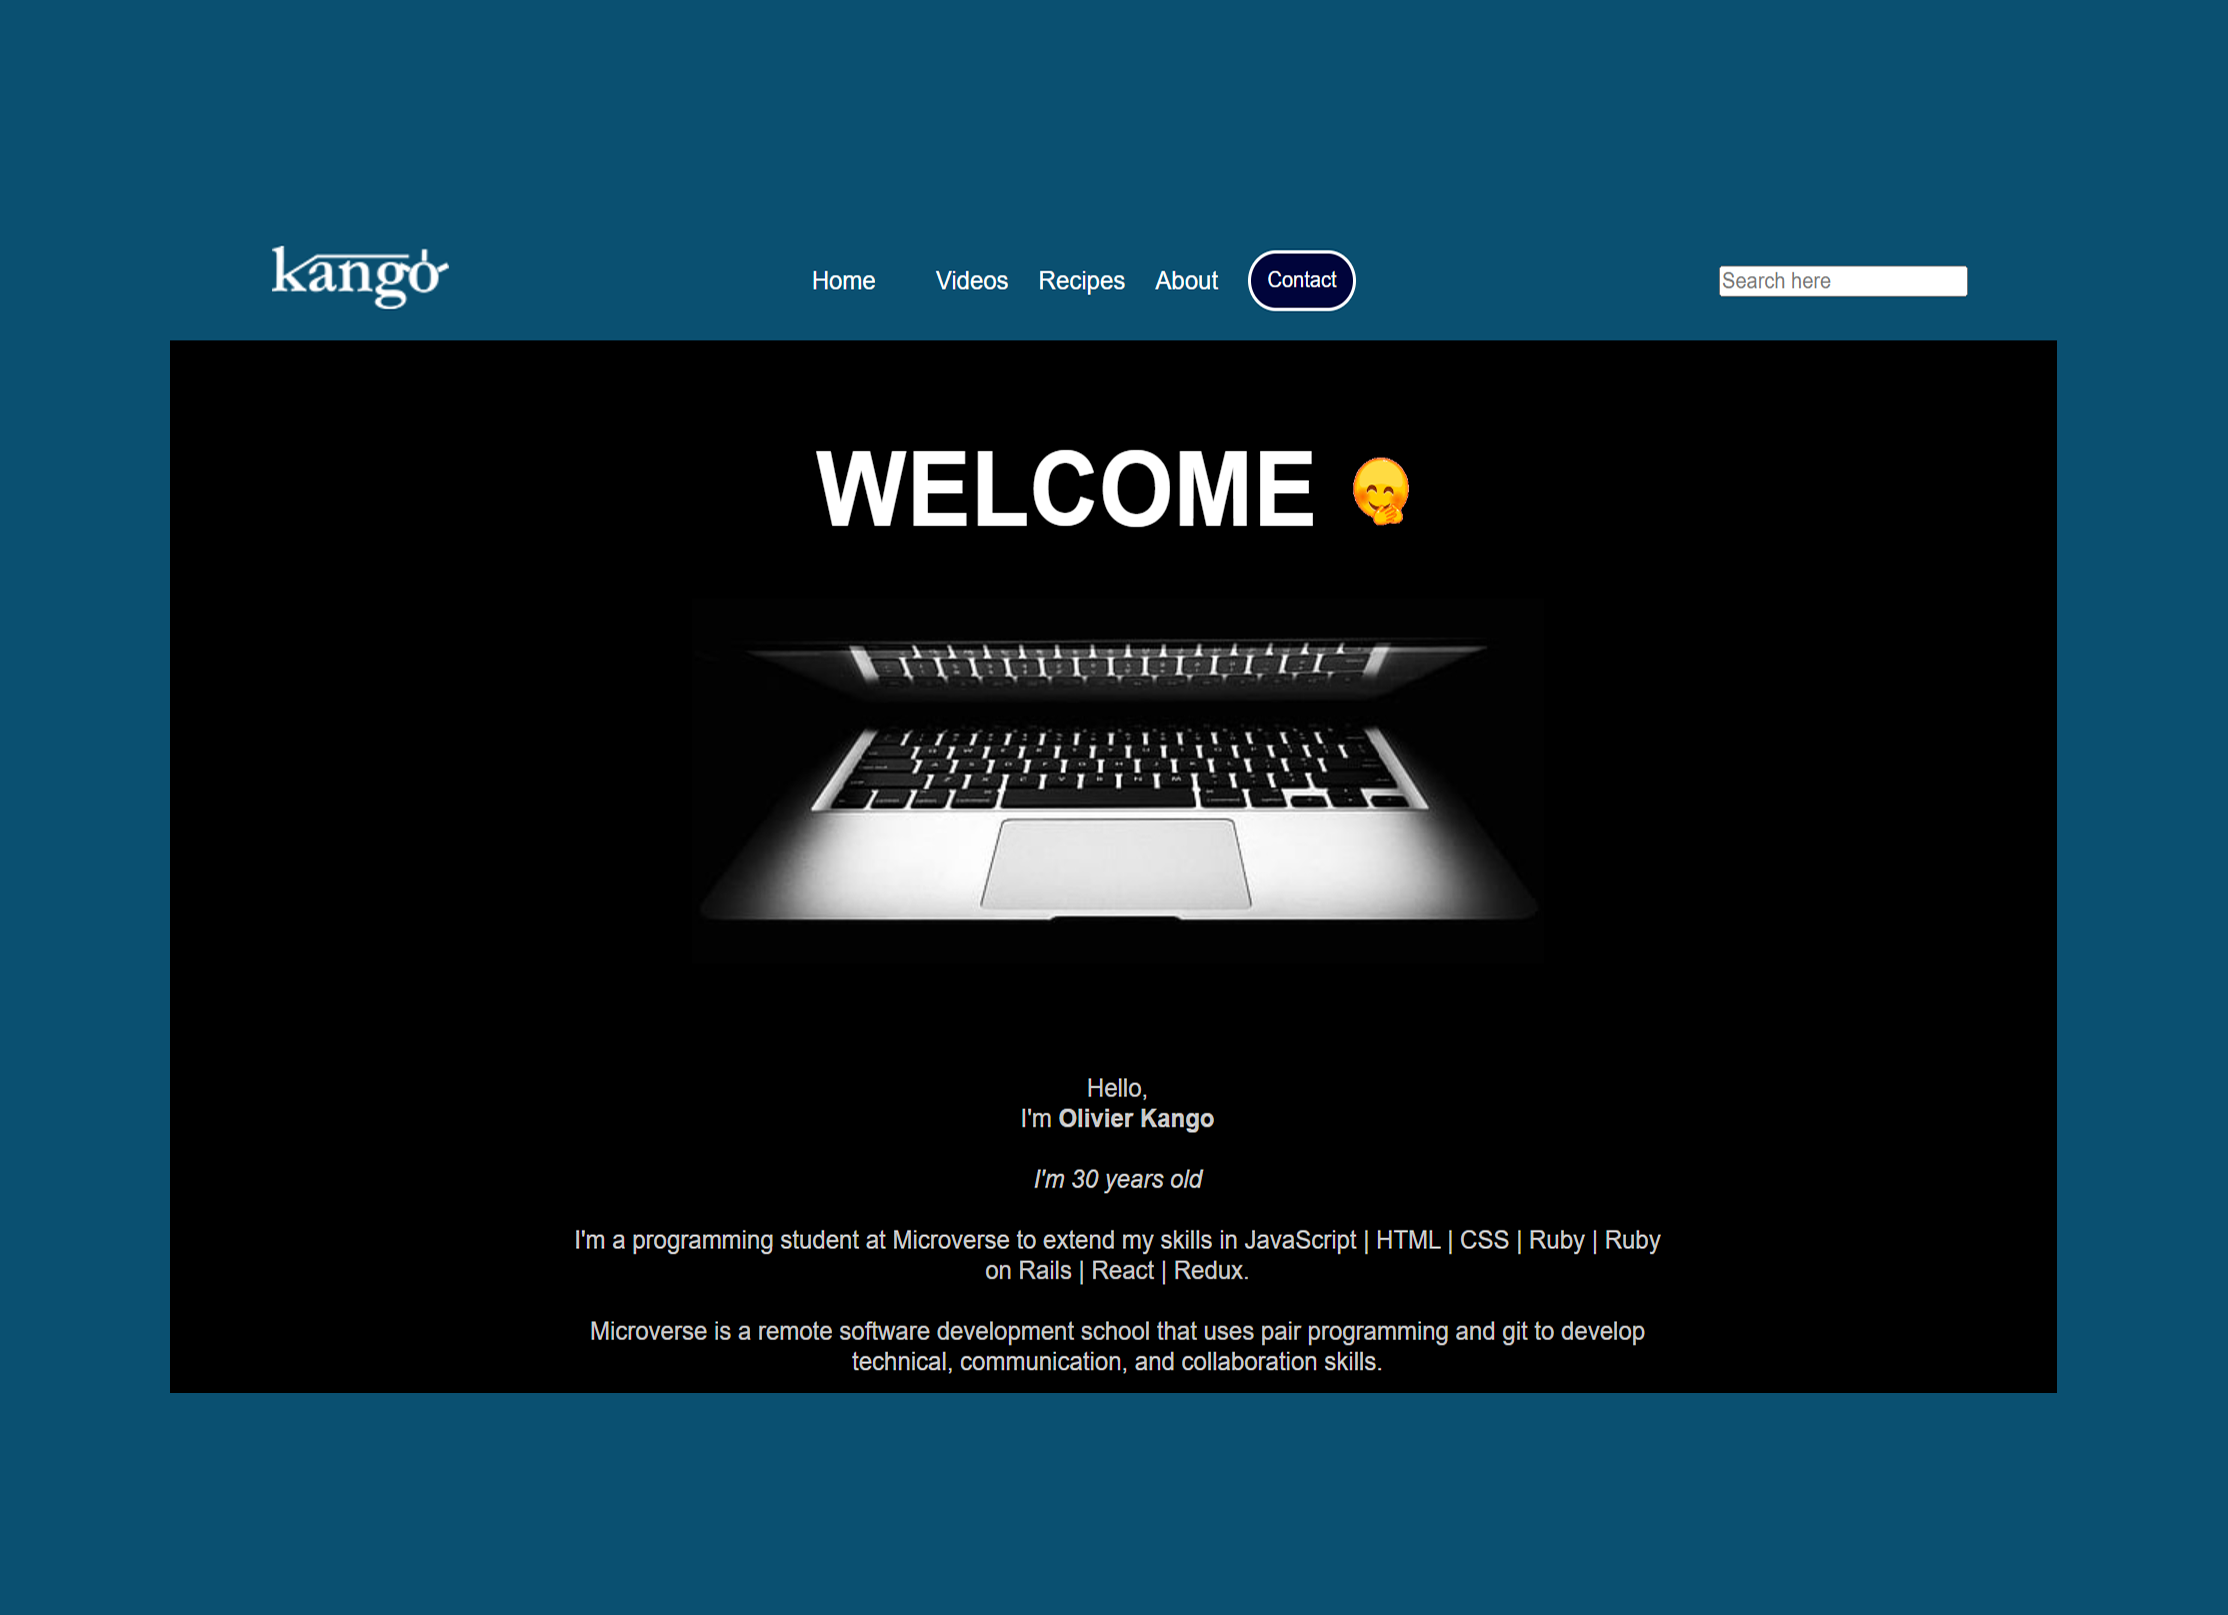 kango
Home Videos Recipes About Contact
Search here
WELCOME 🤭
Hello,
I'm Olivier Kango
I'm 30 years old
I'm a programming student at Microverse to extend my skills in JavaScript | HTML | CSS | Ruby | Ruby
on Rails | React | Redux.
Microverse is a remote software development school that uses pair programming and git to develop
technical, communication, and collaboration skills.